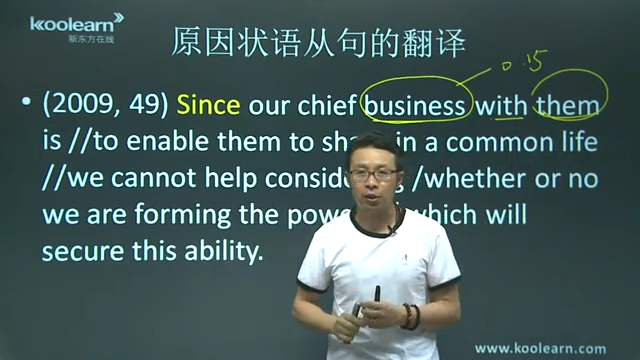 koolearn
新东方在线
原因状语从句的翻译
0.15
• (2009, 49) Since our chief business with them
is //to enable them to in a common life
//we cannot help /whether or no
we are forming the which will
secure this ability.
www.koolearn.com